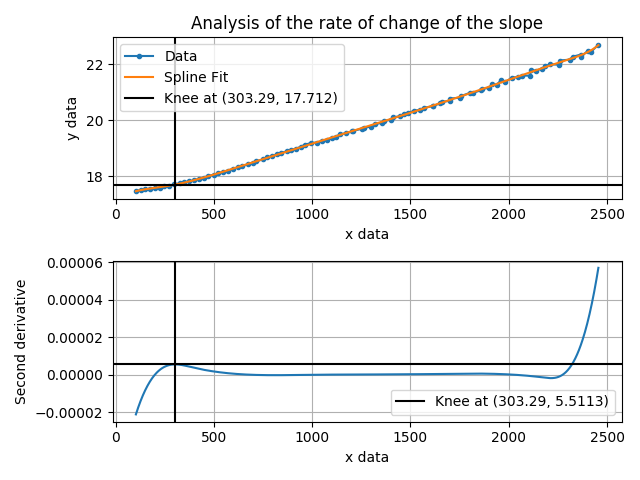 Analysis of the rate of change of the slope
y data
22
20
18
Data
Spline Fit
Knee at (303.29, 17.712)
0 500 1000 1500 2000 2500
x data
Second derivative
0.00006
0.00004
0.00002
0.00000
−0.00002
Knee at (303.29, 5.5113)
0 500 1000 1500 2000 2500
x data